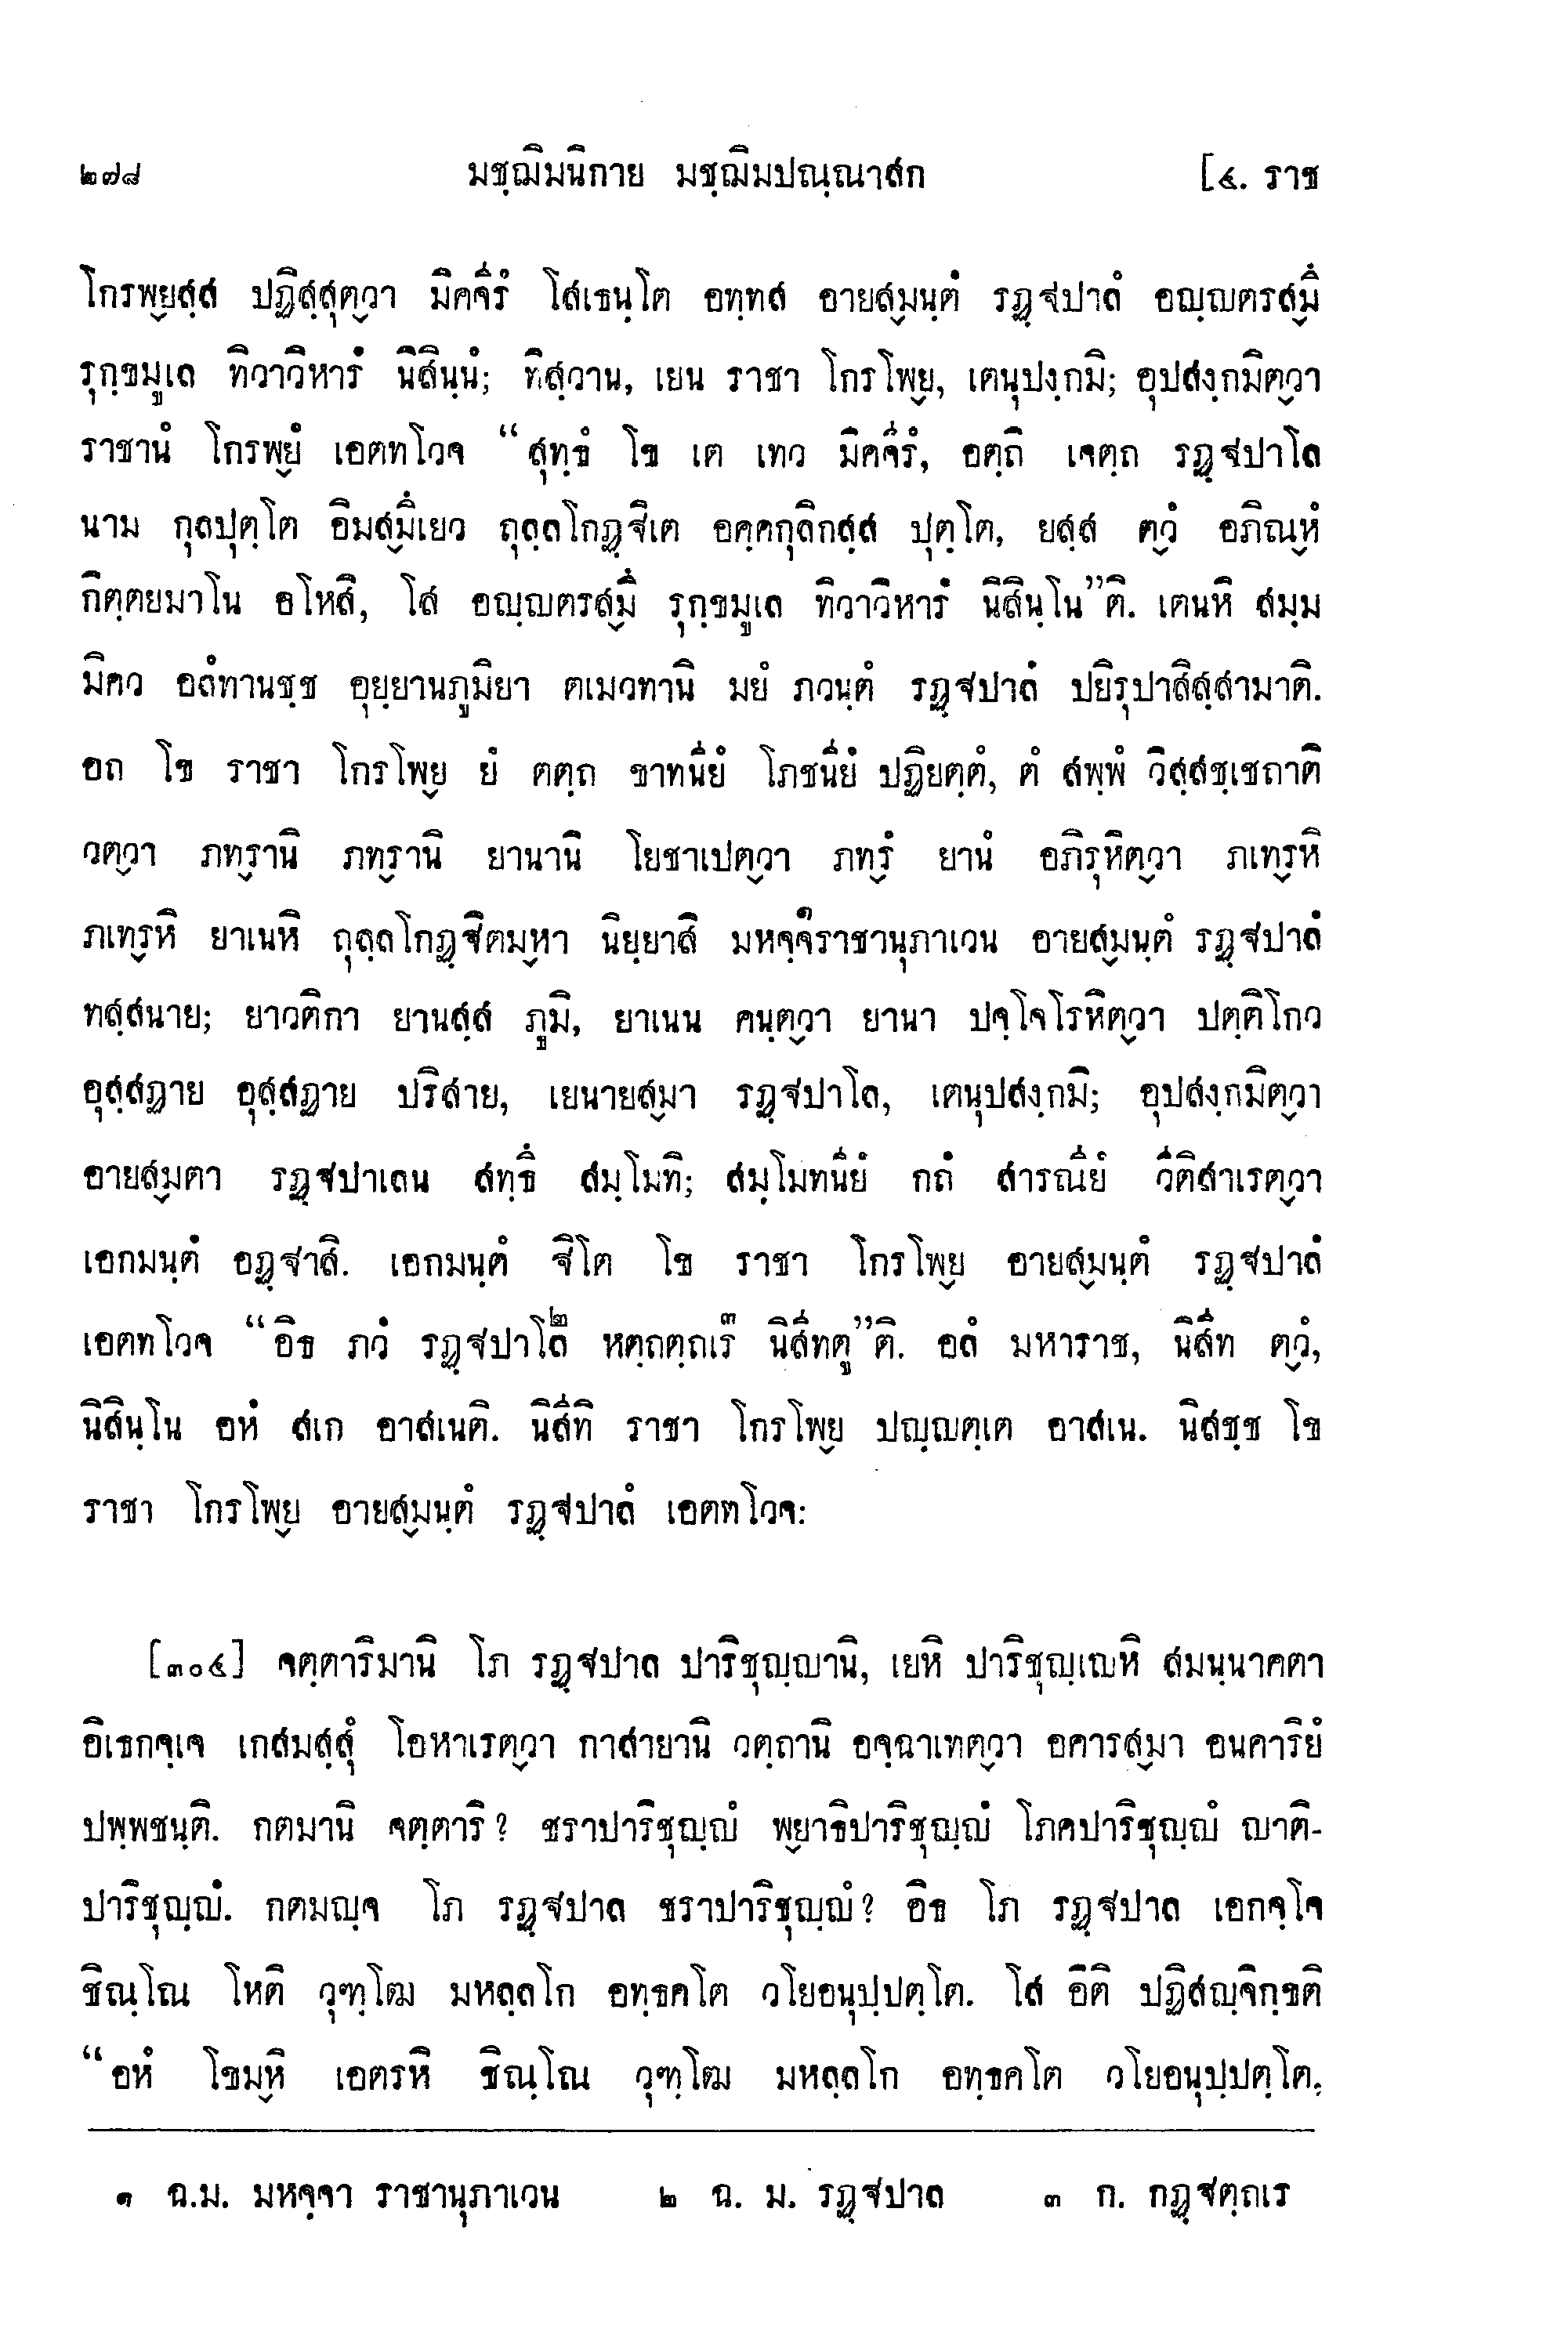 ๒๗๘ มชฺฌิมนิกาย มชฺฌิมปณฺณาสก [๔. ราช
โกรพ๎ยสฺส ปฏิสฺสุต๎วา มิคจีรํ โสเธนฺโต อทฺทส อายส๎มนฺตํ รฏฺฐปาลํ อญฺญตรส๎มึ
รุกฺขมูเล ทิวาวิหารํ นิสินฺนํ; ทิสฺวาน, เยน ราชา โกรโพ๎ย, เตนุปงฺกมิ; อุปสงฺกมิต๎วา
ราชานํ โกรพ๎ยํ เอตทโวจ “สุทฺธํ โข เต เทว มิคจีรํ, อตฺถิ เจตฺถ รฏฺฐปาโล
นาม กุลปุตฺโต อิมส๎มึเยว ถุลฺลโกฏฺฐิเต อคฺคกุลิกสฺส ปุตฺโต, ยสฺส ต๎วํ อภิณ๎หํ
กิตฺตยมาโน อโหสิ, โส อญฺญตรส๎มึ รุกฺขมูเล ทิวาวิหารํ นิสินฺโน”ติ. เตนหิ สมฺม
มิคว อลํทานชฺช อุยฺยานภูมิยา ตเมวทานิ มยํ ภวนฺตํ รฏฺฐปาลํ ปยิรุปาสิสฺสามาติ.
อถ โข ราชา โกรโพ๎ย ยํ ตตฺถ ขาทนียํ โภชนียํ ปฏิยตฺตํ, ตํ สพฺพํ วิสฺสชฺเชถาติ
วต๎วา ภท๎รานิ ภท๎รานิ ยานานิ โยชาเปต๎วา ภท๎รํ ยานํ อภิรุหิต๎วา ภเท๎รหิ
ภเท๎รหิ ยาเนหิ ถุลฺลโกฏฺฐิตม๎หา นิยฺยาสิ มหจฺจ๑ราชานุภาเวน อายส๎มนฺตํ รฏฺฐปาลํ
ทสฺสนาย; ยาวติกา ยานสฺส ภูมิ, ยาเนน คนฺต๎วา ยานา ปจฺโจโรหิต๎วา ปตฺติโกว
อุสฺสฏาย อุสฺสฏาย ปริสาย, เยนายส๎มา รฏฺฐปาโล, เตนุปสงฺกมิ; อุปสงฺกมิต๎วา
อายส๎มตา รฏฺฐปาเลน สทฺธึ สมฺโมทิ; สมฺโมทนียํ กถํ สารณียํ วีติสาเรต๎วา
เอกมนฺตํ อฏฺฐาสิ. เอกมนฺตํ ฐิโต โข ราชา โกรโพ๎ย อายส๎มนฺตํ รฏฺฐปาลํ
เอตทโวจ “อิธ ภวํ รฏฺฐปาโล๒ หตฺถตฺถเร๓ นิสีทตู”ติ. อลํ มหาราช, นิสีท ต๎วํ,
นิสินฺโน อหํ สเก อาสเนติ. นิสีทิ ราชา โกรโพ๎ย ปญฺญตฺเต อาสเน. นิสชฺช โข
ราชา โกรโพ๎ย อายส๎มนฺตํ รฏฺฐปาลํ เอตทโวจ:
[๓๐๔] จตฺตาริมานิ โภ รฏฺฐปาล ปาริชุญฺญานิ, เยหิ ปาริชุญฺเญหิ สมนฺนาคตา
อิเธกจฺเจ เกสมสฺสุํ โอหาเรต๎วา กาสายานิ วตฺถานิ อจฺฉาเทต๎วา อคารส๎มา อนคาริยํ
ปพฺพชนฺติ. กตมานิ จตฺตาริ? ชราปาริชุญฺญํ พ๎ยาธิปาริชุญฺญํ โภคปาริชุญฺญํ ญาติ-
ปาริชุญฺญํ. กตมญฺจ โภ รฏฺฐปาล ชราปาริชุญฺญํ? อิธ โภ รฏฺฐปาล เอกจฺโจ
ชิณฺโณ โหติ วุฑฺโฒ มหลฺลโก อทฺธคโต วโยอนุปฺปตฺโต. โส อิติ ปฏิสญฺจิกฺขติ
“อหํ โขม๎หิ เอตรหิ ชิณฺโณ วุฑฺโฒ มหลฺลโก อทฺธคโต วโยอนุปฺปตฺโต;
๑ ฉ.ม. มหจฺจา ราชานุภาเวน ๒ ฉ. ม. รฏฺฐปาล ๓ ก. กฏฺฐตฺถเร